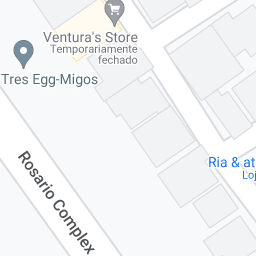 Ventura's Store
Temporariamente
fechado
Tres Egg-Migos
Ria & at
Loj
Rosario Complex